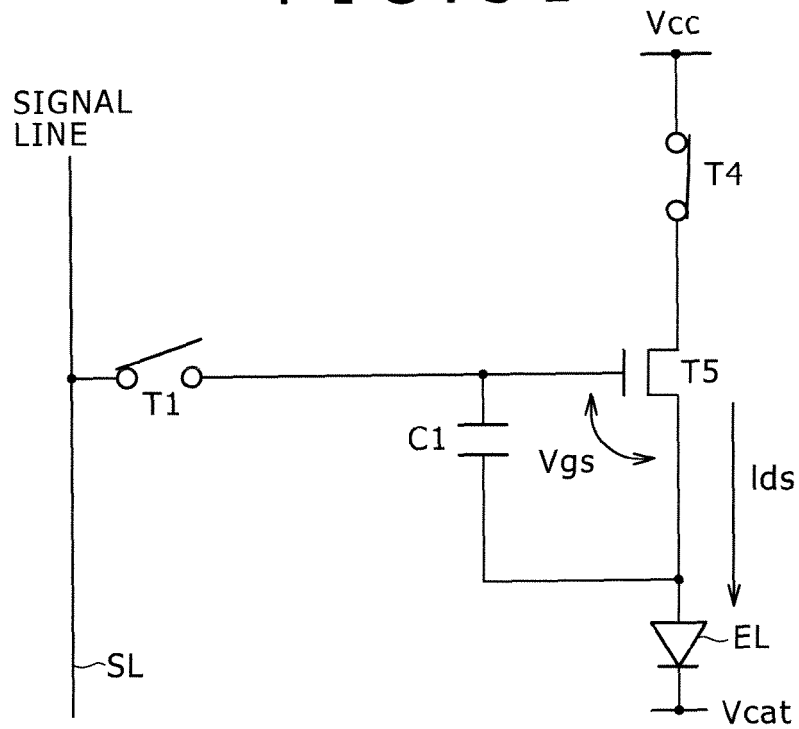 Vcc
SIGNAL
LINE
T4
T1
T5
C1
Vgs
Ids
EL
SL
Vcat